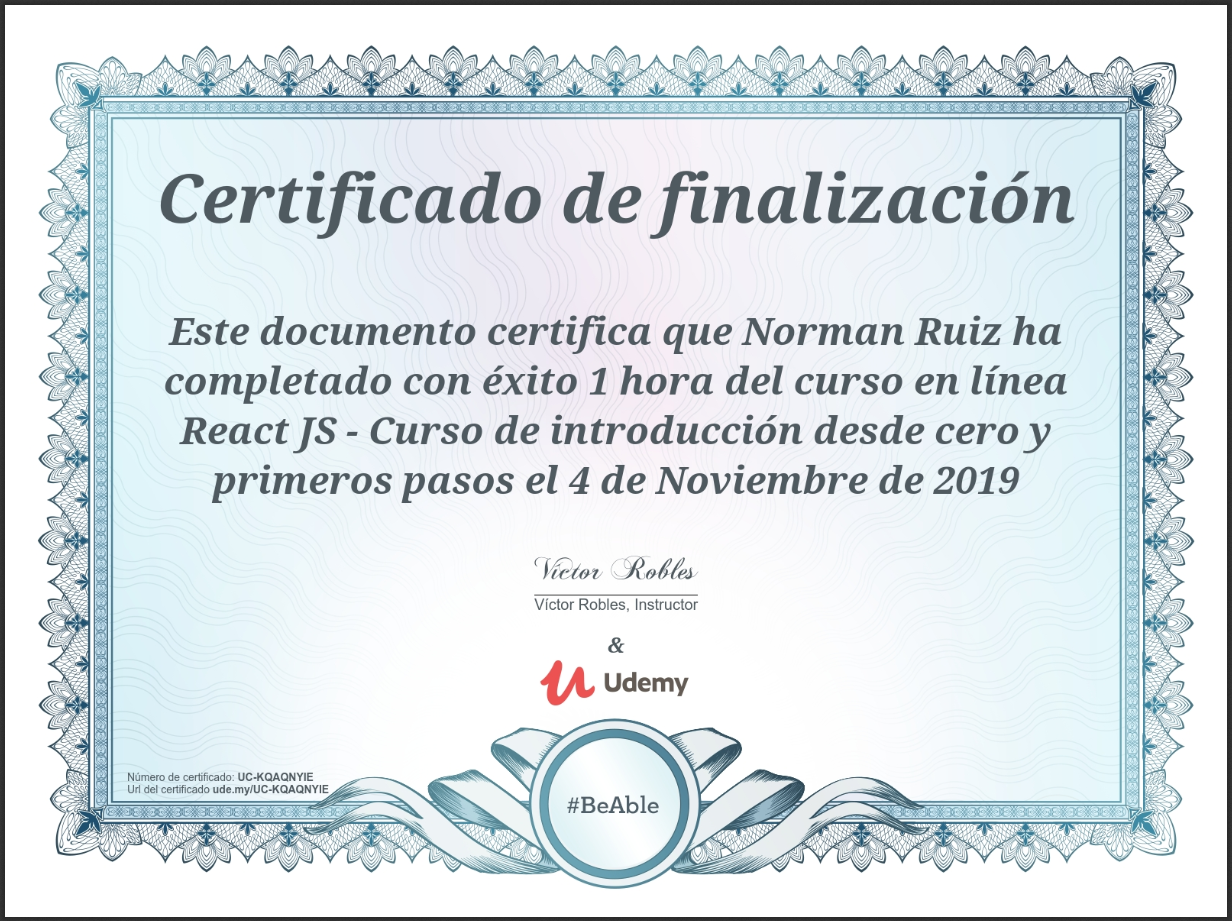 Certificado de finalización
Este documento certifica que Norman Ruiz ha
completado con éxito 1 hora del curso en línea
React JS - Curso de introducción desde cero y
primeros pasos el 4 de Noviembre de 2019
Víctor Robles
Víctor Robles, Instructor
&
Udemy
Número de certificado: UC-KQAQNYIE
Url del certificado ude.my/UC-KQAQNYIE
#BeAble